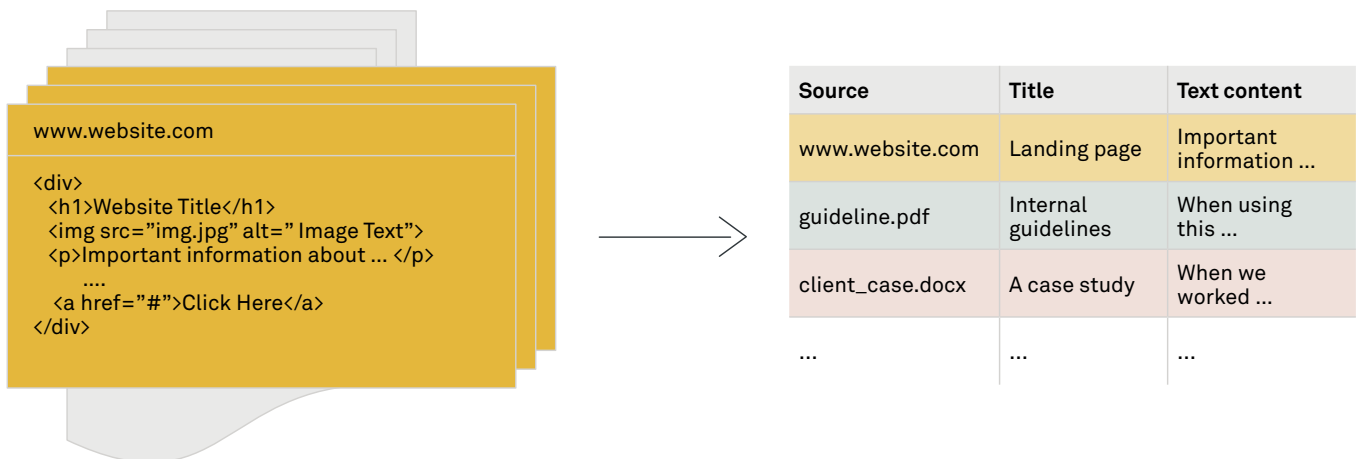 www.website.com
<div>
<h1>Website Title</h1>
<img src=”img.jpg” alt=” Image Text”>
<p>Important information about ... </p>
....
<a href=”#”>Click Here</a>
</div>
Source Title Text content
www.website.com Landing page Important
information ...
guideline.pdf Internal
guidelines When using
this ...
client_case.docx A case study When we
worked ...
... ... ...